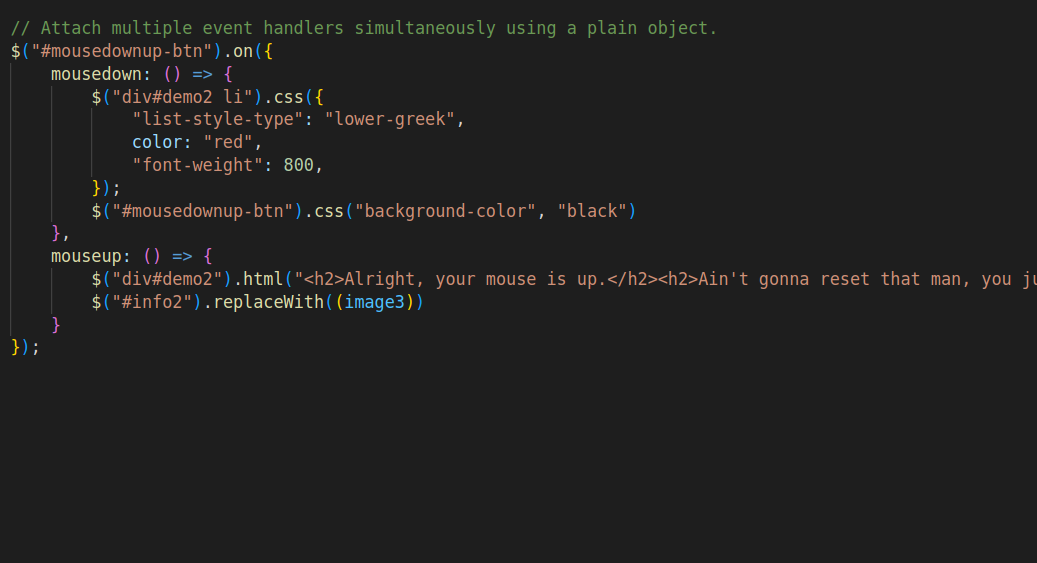 // Attach multiple event handlers simultaneously using a plain object.
$("#mousedownup-btn").on({
    mousedown: () => {
        $("div#demo2 li").css({
            "list-style-type": "lower-greek",
            color: "red",
            "font-weight": 800,
        });
        $("#mousedownup-btn").css("background-color", "black")
    },
    mouseup: () => {
        $("div#demo2").html("<h2>Alright, your mouse is up.</h2><h2>Ain't gonna reset that man, you ju
        $("#info2").replaceWith((image3))
    }
});